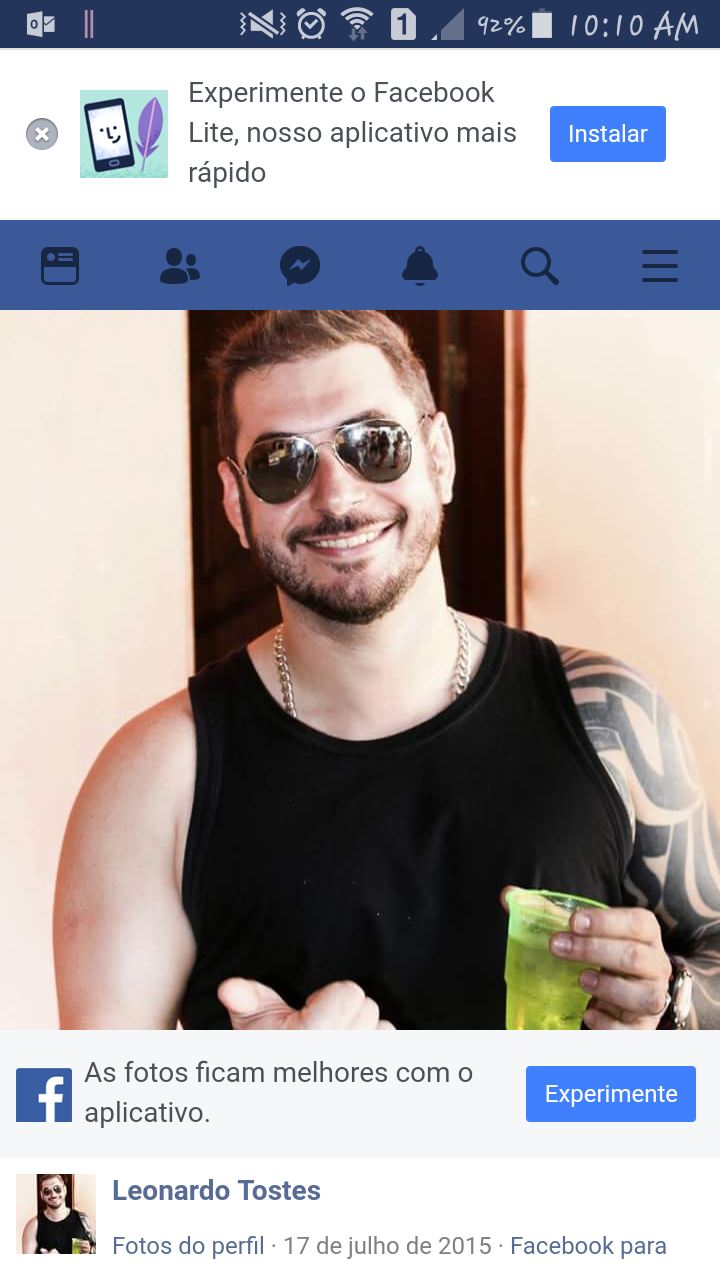 1 92% 10:10 AM
Experimente o Facebook
Lite, nosso aplicativo mais
rápido
Instalar
As fotos ficam melhores com o
aplicativo.
Experimente
Leonardo Tostes
Fotos do perfil · 17 de julho de 2015 · Facebook para